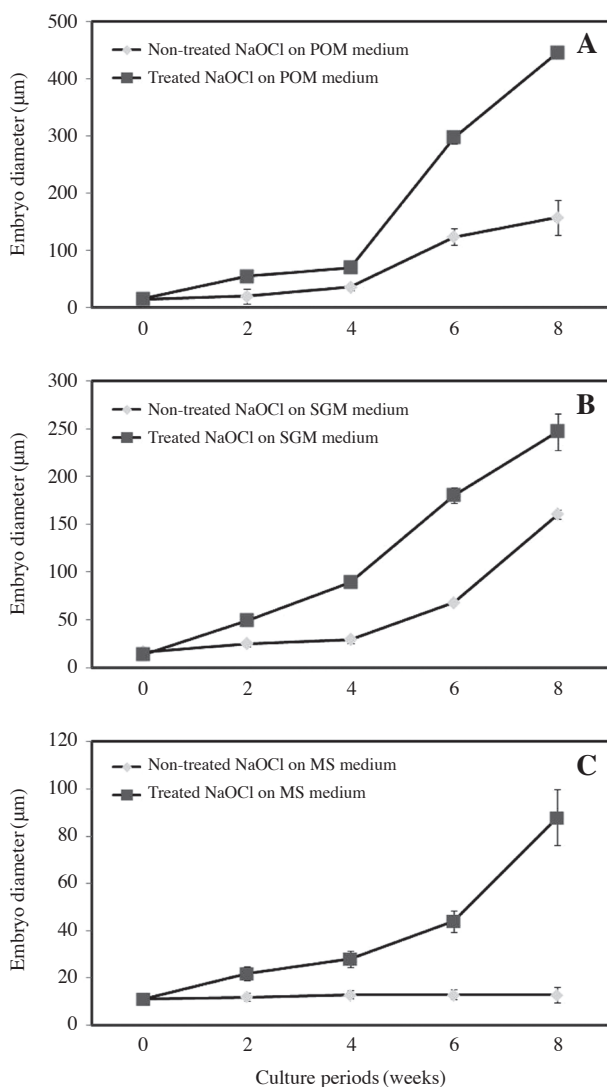 500
Non-treated NaOCl on POM medium
A
Treated NaOCl on POM medium
400
300
200
100
0
Embryo diameter (µm)
0 2 4 6 8
300
Non-treated NaOCl on SGM medium
B
Treated NaOCl on SGM medium
250
200
150
100
50
0
Embryo diameter (µm)
0 2 4 6 8
120
Non-treated NaOCl on MS medium
C
Treated NaOCl on MS medium
100
80
60
40
20
0
Embryo diameter (µm)
0 2 4 6 8
Culture periods (weeks)